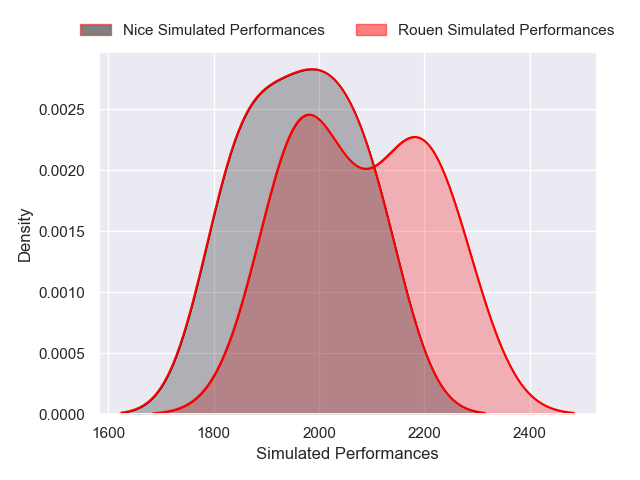 Nice Simulated Performances
Rouen Simulated Performances
Density
0.0025
0.0020
0.0015
0.0010
0.0005
0.0000
1600 1800 2000 2200 2400
Simulated Performances